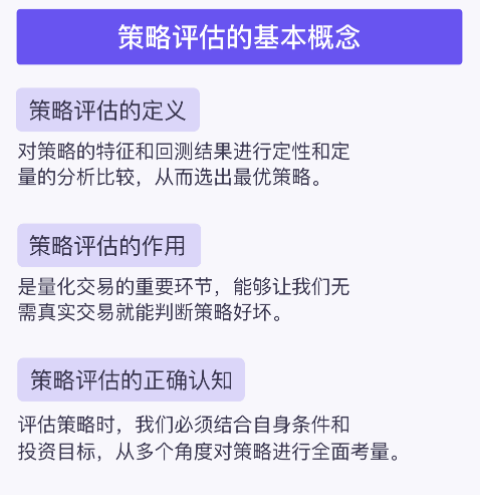 策略评估的基本概念
策略评估的定义
对策略的特征和回测结果进行定性和定
量的分析比较，从而选出最优策略。
策略评估的作用
是量化交易的重要环节，能够让我们无
需真实交易就能判断策略好坏。
策略评估的正确认知
评估策略时，我们必须结合自身条件和
投资目标，从多个角度对策略进行全面考量。